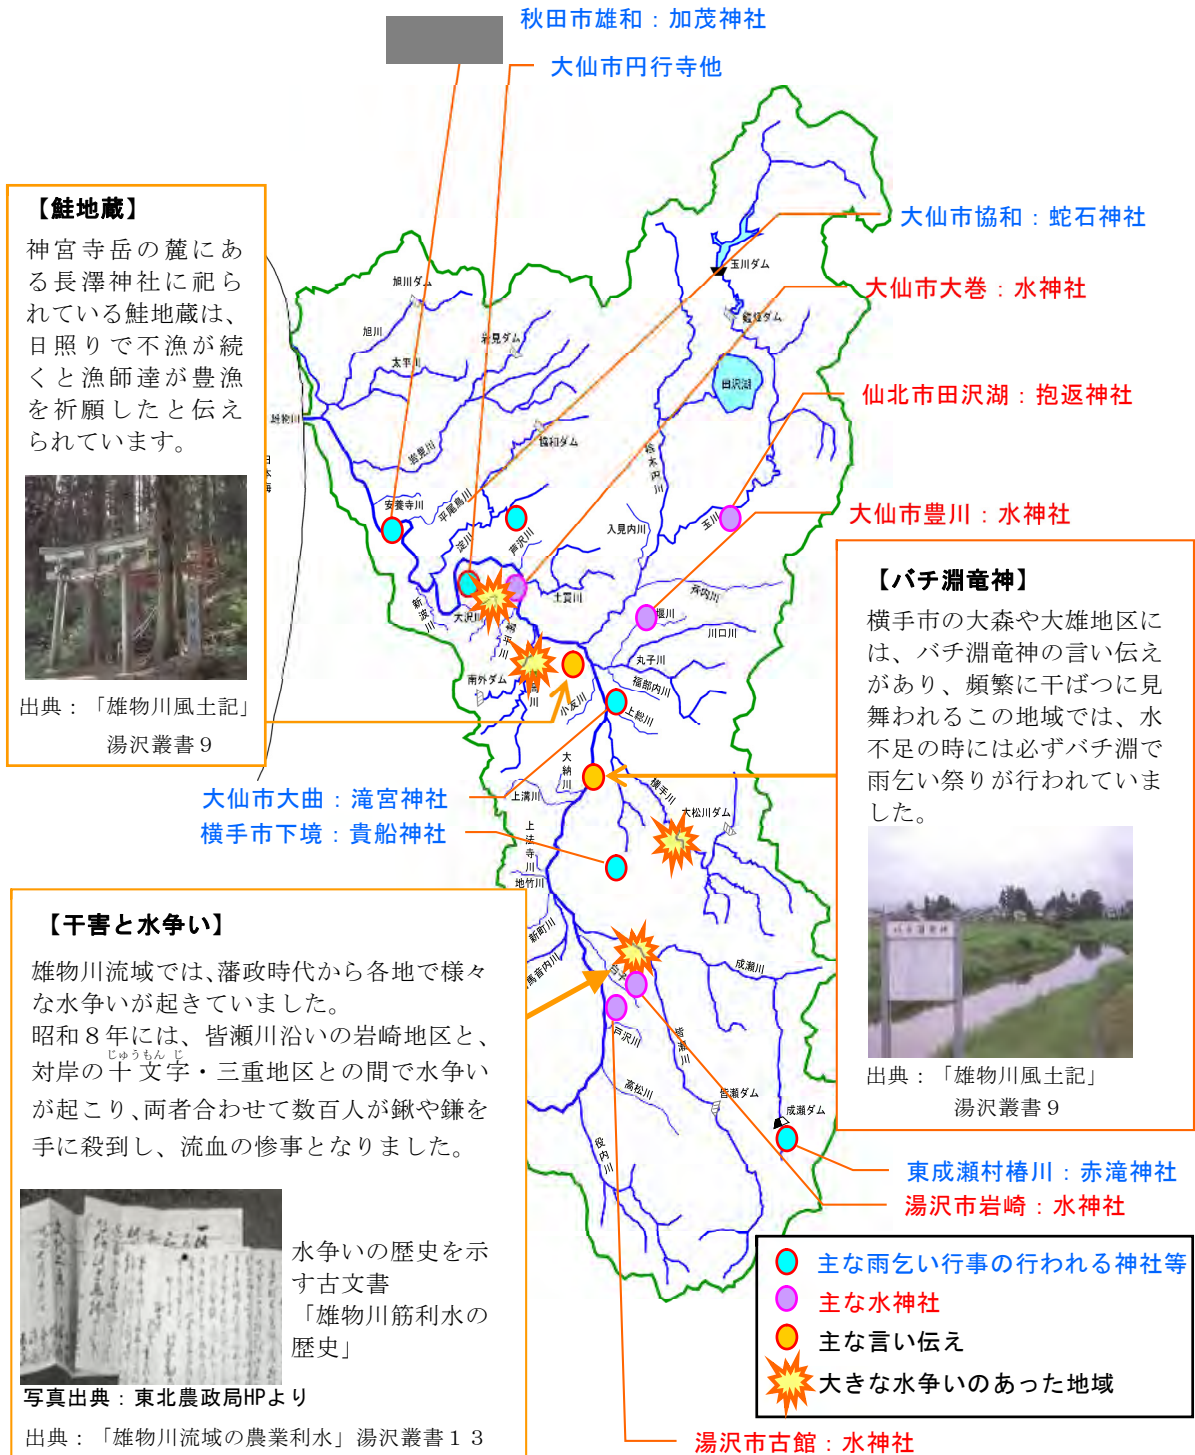 秋田市雄和：加茂神社
大仙市円行寺他
【鮭地蔵】
神宮寺岳の麓にあ
る長澤神社に祀ら
れている鮭地蔵は、
日照りで不漁が続
くと漁師達が豊漁
を祈願したと伝え
られています。
出典：「雄物川風土記」
湯沢叢書９
大仙市協和：蛇石神社
大仙市大巻：水神社
仙北市田沢湖：抱返神社
大仙市豊川：水神社
【バチ淵竜神】
横手市の大森や大雄地区に
は、バチ淵竜神の言い伝え
があり、頻繁に干ばつに見
舞われるこの地域では、水
不足の時には必ずバチ淵で
雨乞い祭りが行われていま
した。
出典：「雄物川風土記」
湯沢叢書９
玉川ダム
旭川ダム
鎧畑ダム
旭川
岩見ダム
太平川
田沢湖
雄物川
協和ダム
岩見川
桧木内川
安養寺川
平尾鳥川
玉川
入見内川
淀川
芦沢川
斉内川
土買川
新波川
大沢川
川口川
丸子川
南外ダム
福部内川
小友川
上総川
大納川
横手川
上溝川
大松川ダム
上法寺川
地竹川
新町川
馬音内川
成瀬川
戸沢川
皆瀬川
高松川
皆瀬ダム
成瀬ダム
役内川
大仙市大曲：滝宮神社
横手市下境：貴船神社
【干害と水争い】
雄物川流域では、藩政時代から各地で様々
な水争いが起きていました。
昭和８年には、皆瀬川沿いの岩崎地区と、
じゅうもんじ
対岸の十文字・三重地区との間で水争い
が起こり、両者合わせて数百人が鍬や鎌を
手に殺到し、流血の惨事となりました。
水争いの歴史を示
す古文書
「雄物川筋利水の
歴史」
写真出典：東北農政局HPより
出典：「雄物川流域の農業利水」湯沢叢書１３
東成瀬村椿川：赤滝神社
湯沢市岩崎：水神社
主な雨乞い行事の行われる神社等
主な水神社
主な言い伝え
大きな水争いのあった地域
湯沢市古館：水神社